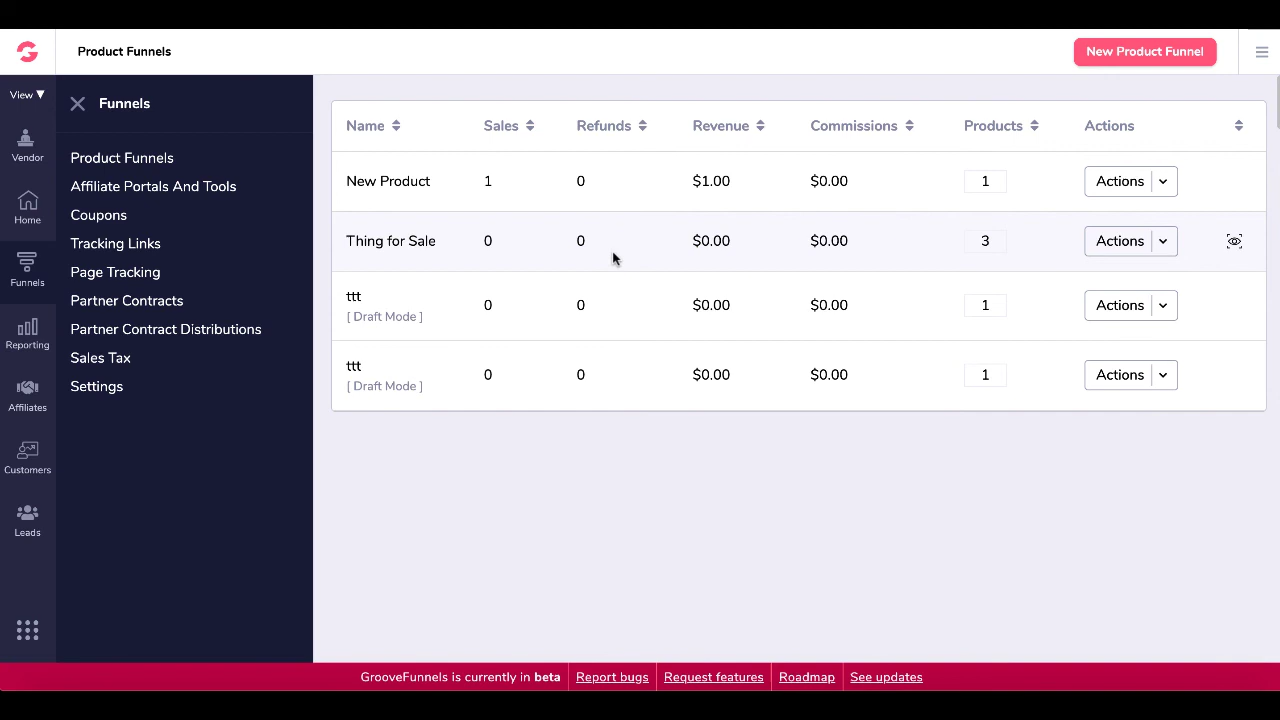 Product Funnels
New Product Funnel
View ▼
Vendor
Home
Funnels
Reporting
Affiliates
Customers
Leads
Funnels
Product Funnels
Affiliate Portals And Tools
Coupons
Tracking Links
Page Tracking
Partner Contracts
Partner Contract Distributions
Sales Tax
Settings
Name Sales Refunds Revenue Commissions Products Actions
New Product 1 0 $1.00 $0.00 1 Actions
Thing for Sale 0 0 $0.00 $0.00 3 Actions
ttt
[ Draft Mode ]
0 0 $0.00 $0.00 1 Actions
ttt
[ Draft Mode ]
0 0 $0.00 $0.00 1 Actions
GrooveFunnels is currently in beta Report bugs Request features Roadmap See updates